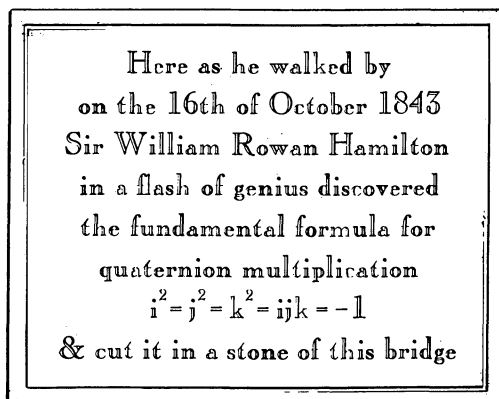 Here as he walked by
on the 16th of October 1843
Sir William Rowan Hamilton
in a flash of genius discovered
the fundamental formula for
quaternion multiplication
i² = j² = k² = ijk = −1
& cut it in a stone of this bridge